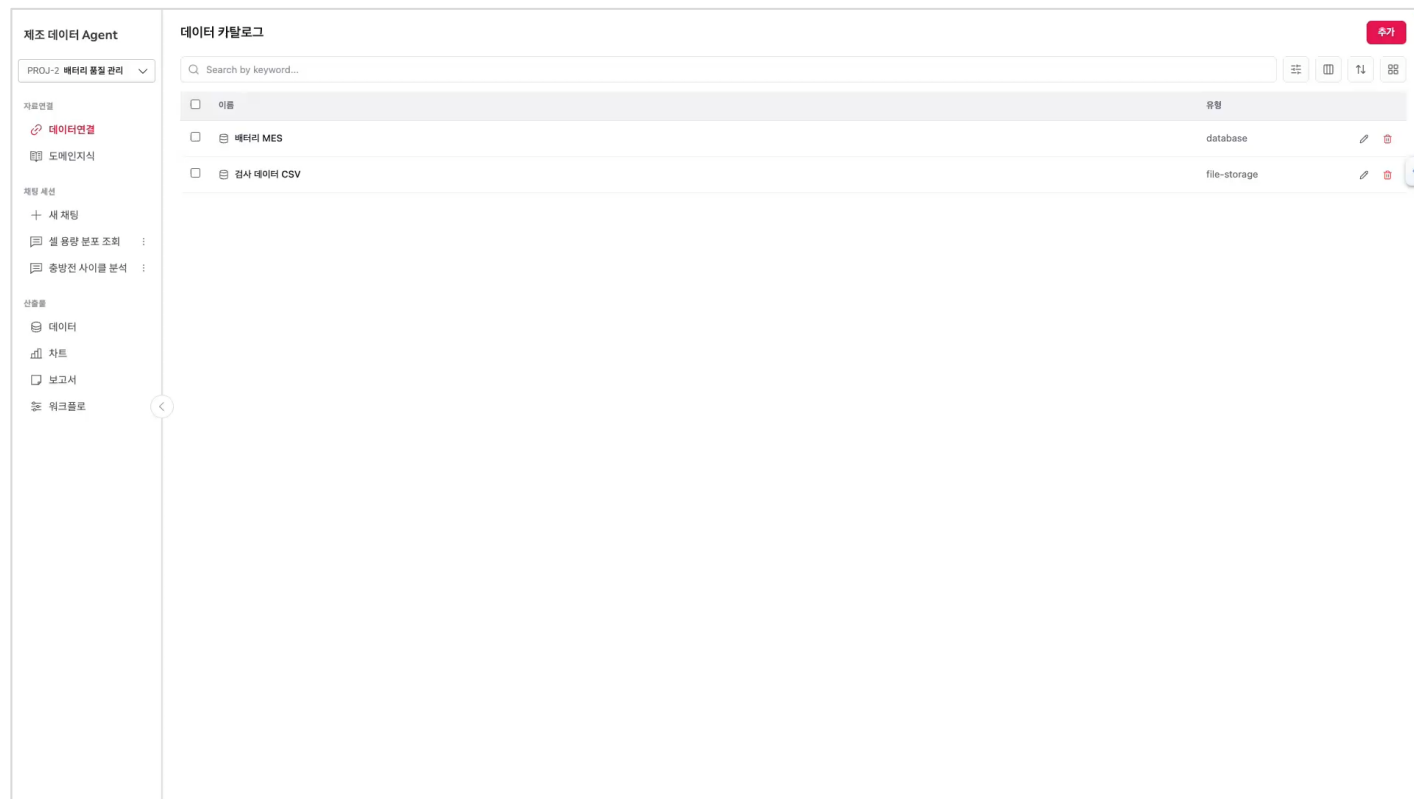 제조 데이터 Agent
PROJ-2 배터리 품질 관리
자료연결
데이터연결
도메인지식
채팅 세션
새 채팅
셀 용량 분포 조회
충방전 사이클 분석
산출물
데이터
차트
보고서
워크플로
데이터 카탈로그
추가
Search by keyword...
이름 유형
배터리 MES database
검사 데이터 CSV file-storage